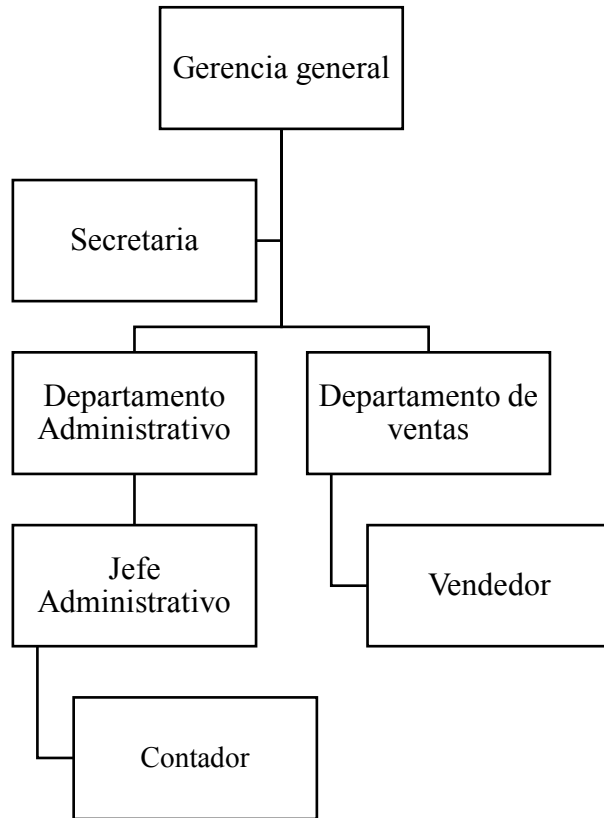 Gerencia general
Secretaria
Departamento
Administrativo
Departamento de
ventas
Jefe
Administrativo
Vendedor
Contador